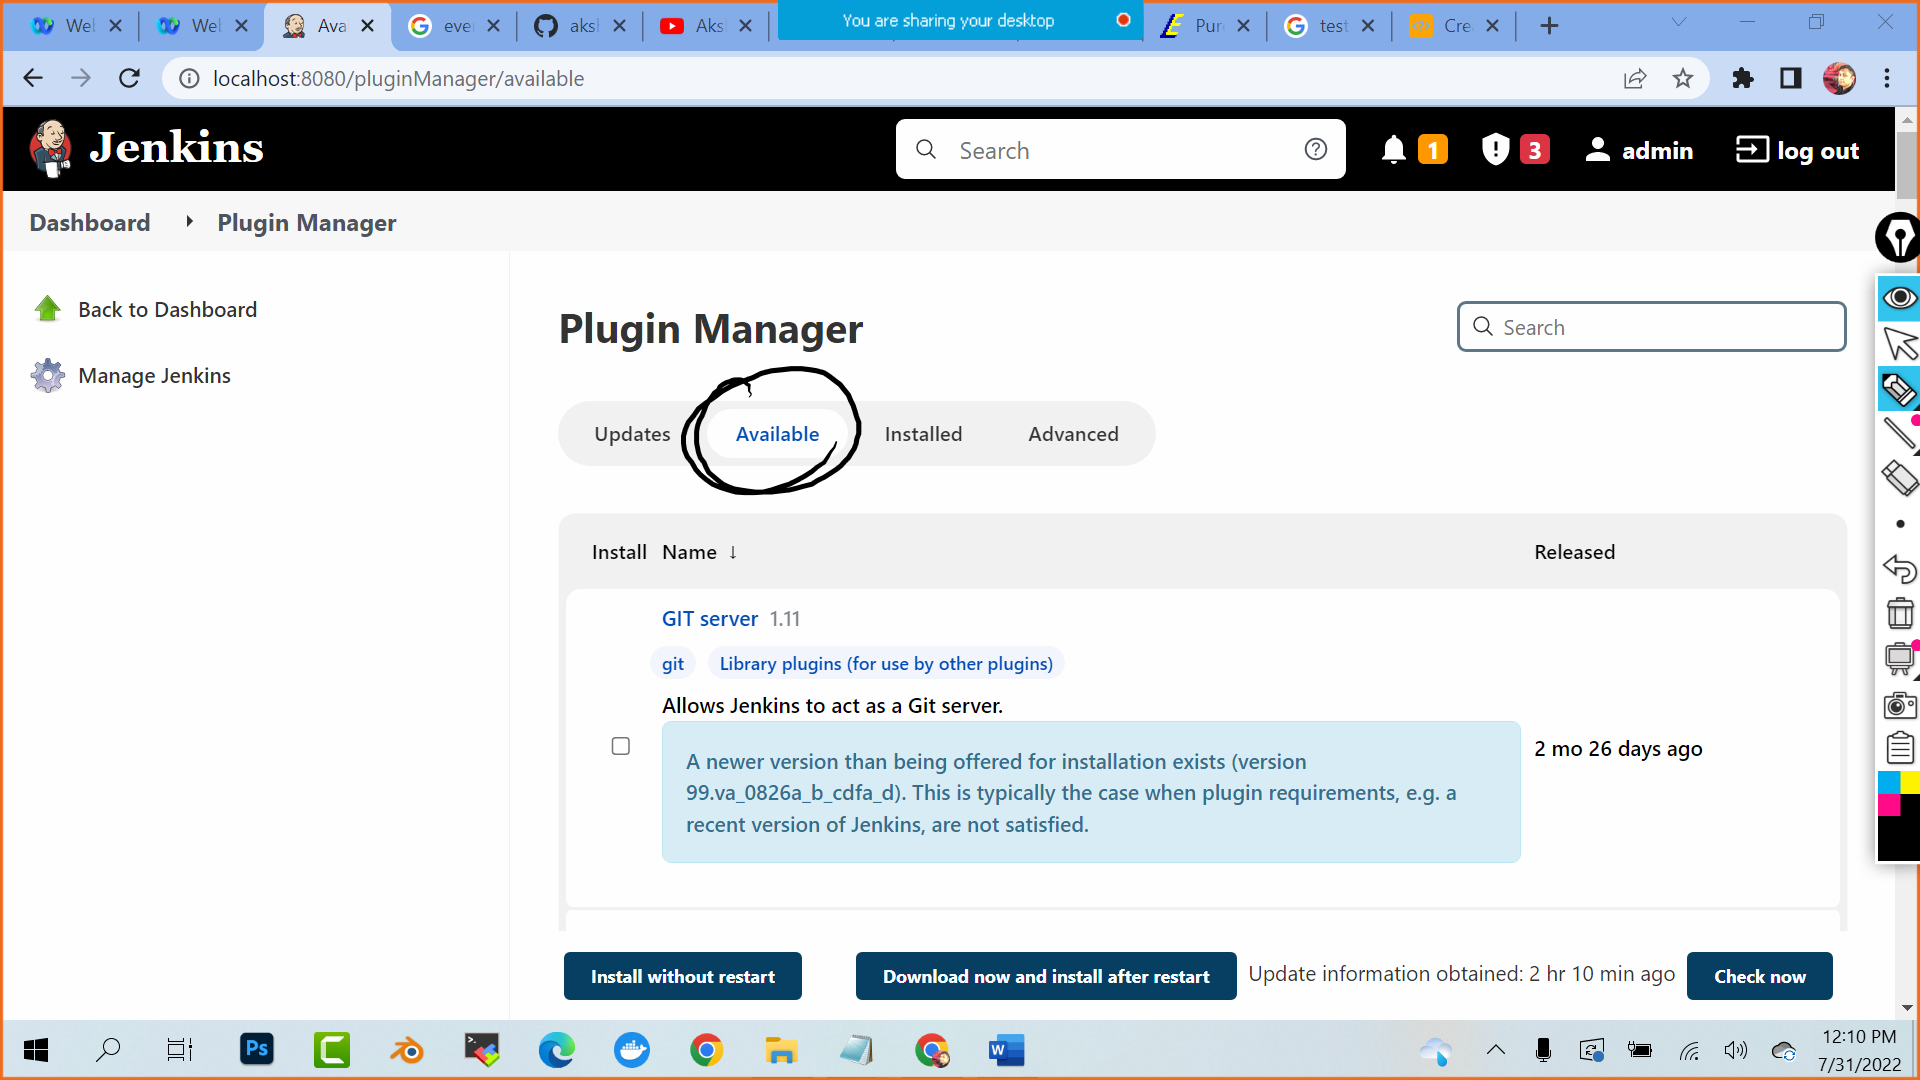 Wel
Wel
Ava
ever
aksh
Aks
You are sharing your desktop
Pur
test
Cre
localhost:8080/pluginManager/available
Jenkins
Search
1
3
admin
log out
Dashboard
Plugin Manager
Back to Dashboard
Manage Jenkins
Plugin Manager
Search
Updates
Available
Installed
Advanced
Install Name ↓ Released
GIT server 1.11
git
Library plugins (for use by other plugins)
Allows Jenkins to act as a Git server.
A newer version than being offered for installation exists (version
99.va_0826a_b_cdfa_d). This is typically the case when plugin requirements, e.g. a
recent version of Jenkins, are not satisfied.
2 mo 26 days ago
Install without restart
Download now and install after restart
Update information obtained: 2 hr 10 min ago
Check now
Ps
12:10 PM
7/31/2022